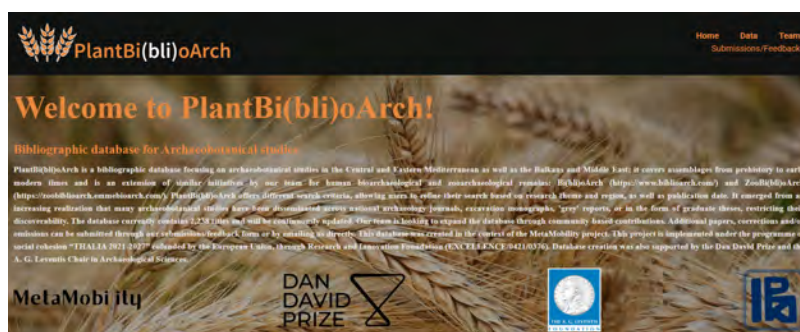 PlantBi(bli)oArch
Home Data Team
Submissions/Feedback
Welcome to PlantBi(bli)oArch!
Bibliographic database for Archaeobotanical studies
PlantBi(bli)oArch is a bibliographic database focusing on archaeobotanical studies in the Central and Eastern Mediterranean as well as the Balkans and Middle East; it covers assemblages from prehistory to early
modern times and is an extension of similar initiatives by our team for human bioarchaeological and zooarchaeological remains: Bi(bli)oArch (https://www.biblioarch.com/) and ZooBi(bli)oArch
PlantBi(bli)oArch offers different search criteria, allowing users to refine their search based on research theme and region, as well as publication date. It emerged from an
increasing realization that many archaeobotanical studies have been disseminated across national archaeology journals, excavation monographs, 'grey' reports, or in the form of graduate theses, restricting their
discoverability. The database currently contains entries and will be continuously updated. Our team is looking to expand the database through community based contributions. Additional papers, corrections and/or
omissions can be submitted through our submissions/feedback form or by emailing us directly. This database was created in the context of the MetaMobility project. This project is implemented under the programme of
social cohesion "THALIA 2021-2027" cofunded by the European Union, through Research and Innovation Foundation (EXCELLENCE/0421/0376). Database creation was also supported by the Dan David Prize and the
A. G. Leventis Chair in Archaeological Sciences.
MetaMobility
DAN
DAVID
PRIZE
THE A. G. LEVENTIS
FOUNDATION